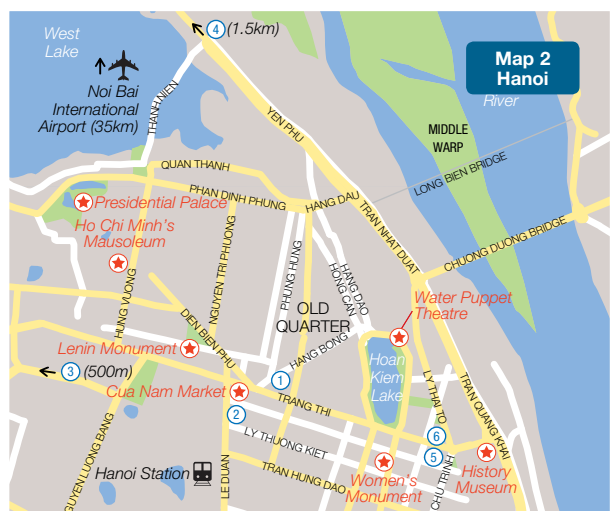 West
Lake
4 (1.5km)
Map 2
Hanoi
River
Noi Bai
International
Airport (35km)
THANH NIEN
YEN PHU
MIDDLE
WARP
LONG BIEN BRIDGE
QUAN THANH
PHAN DINH PHUNG
HANG DAU
TRAN NHAT DUAT
CHUONG DUONG BRIDGE
Presidential Palace
Ho Chi Minh's
Mausoleum
HUNG VUONG
NGUYEN TRI PHUONG
PHUNG HUNG
HANG DAO
HONG CAN
OLD
QUARTER
Water Puppet
Theatre
DIEN BIEN PHU
Lenin Monument
HANG BONG
Hoan
Kiem
Lake
LY THAI TO
TRAN QUANG KHAI
3 (500m)
1
Cua Nam Market
TRANG THI
2
6
5
LY THUONG KIET
NGUYEN LUONG BANG
Hanoi Station
LE DUAN
TRAN HUNG DAO
Women's
Monument
CHU TRINH
History
Museum